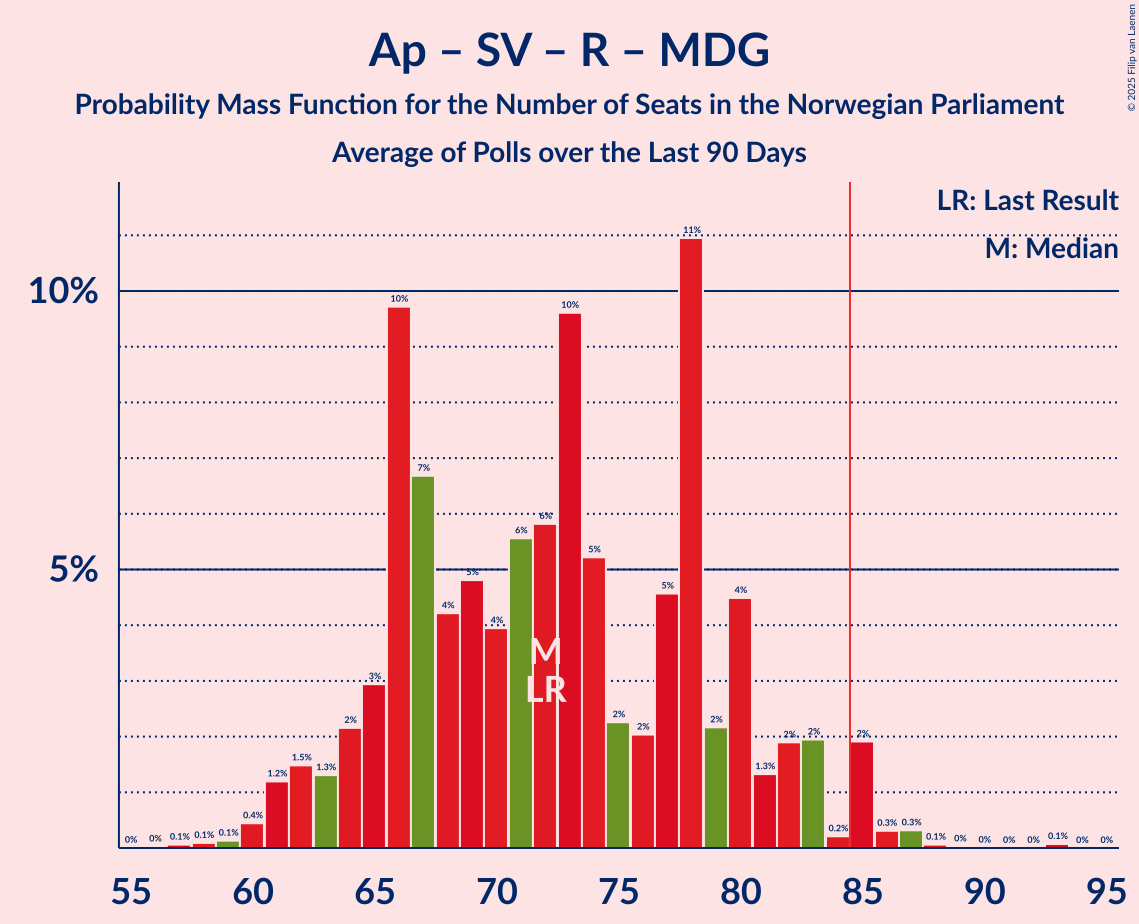 Ap – SV – R – MDG
Probability Mass Function for the Number of Seats in the Norwegian Parliament
Average of Polls over the Last 90 Days
© 2025 Filip van Laenen
LR: Last Result
M: Median
10%
5%
0% 0% 0.1% 0.1% 0.1% 0.4% 1.2% 1.5% 1.3% 2% 3% 10% 7% 4% 5% 4% 6% 6% 10% 5% 2% 2% 5% 11% 2% 4% 1.3% 2% 2% 0.2% 2% 0.3% 0.3% 0.1% 0% 0% 0% 0% 0.1% 0% 0%
M
LR
55 60 65 70 75 80 85 90 95